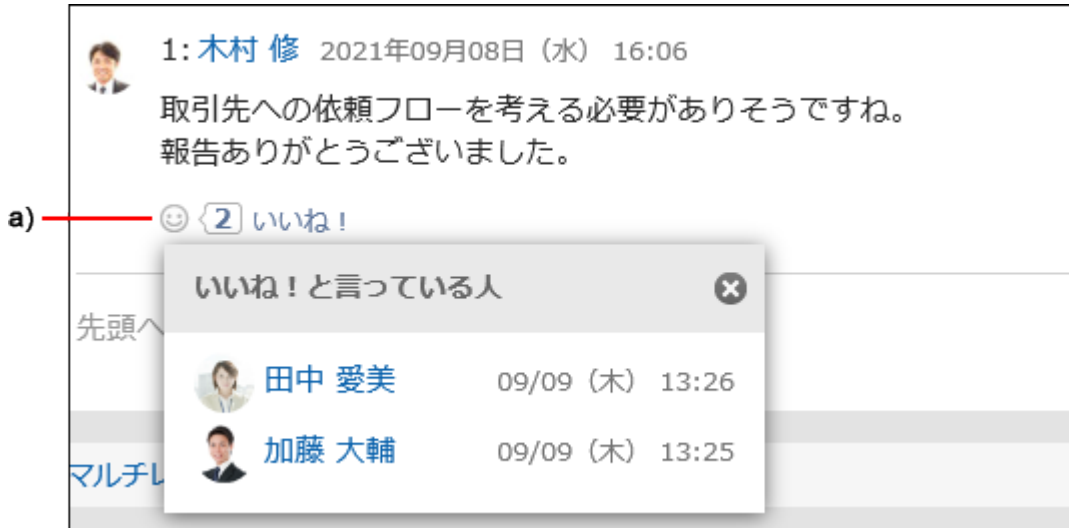 1: 木村 修 2021年09月08日（水） 16:06
取引先への依頼フローを考える必要がありそうですね。
報告ありがとうございました。
a)
2 いいね！
いいね！と言っている人
先頭へ
田中 愛美 09/09（木） 13:26
加藤 大輔 09/09（木） 13:25
マルチレ